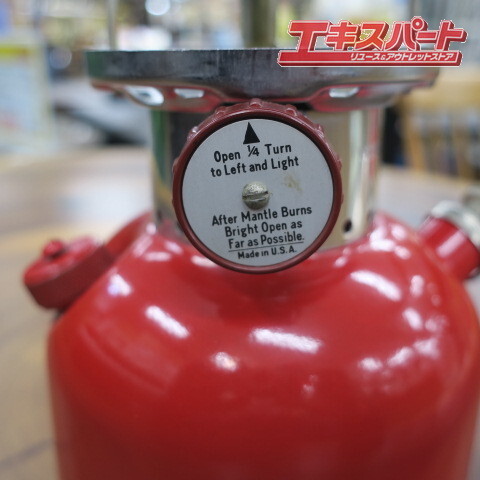 エキスパート
リユース&アウトレットストア
Open ¼ Turn
to Left and Light
After Mantle Burns
Bright Open as
Far as Possible.
Made in U.S.A.